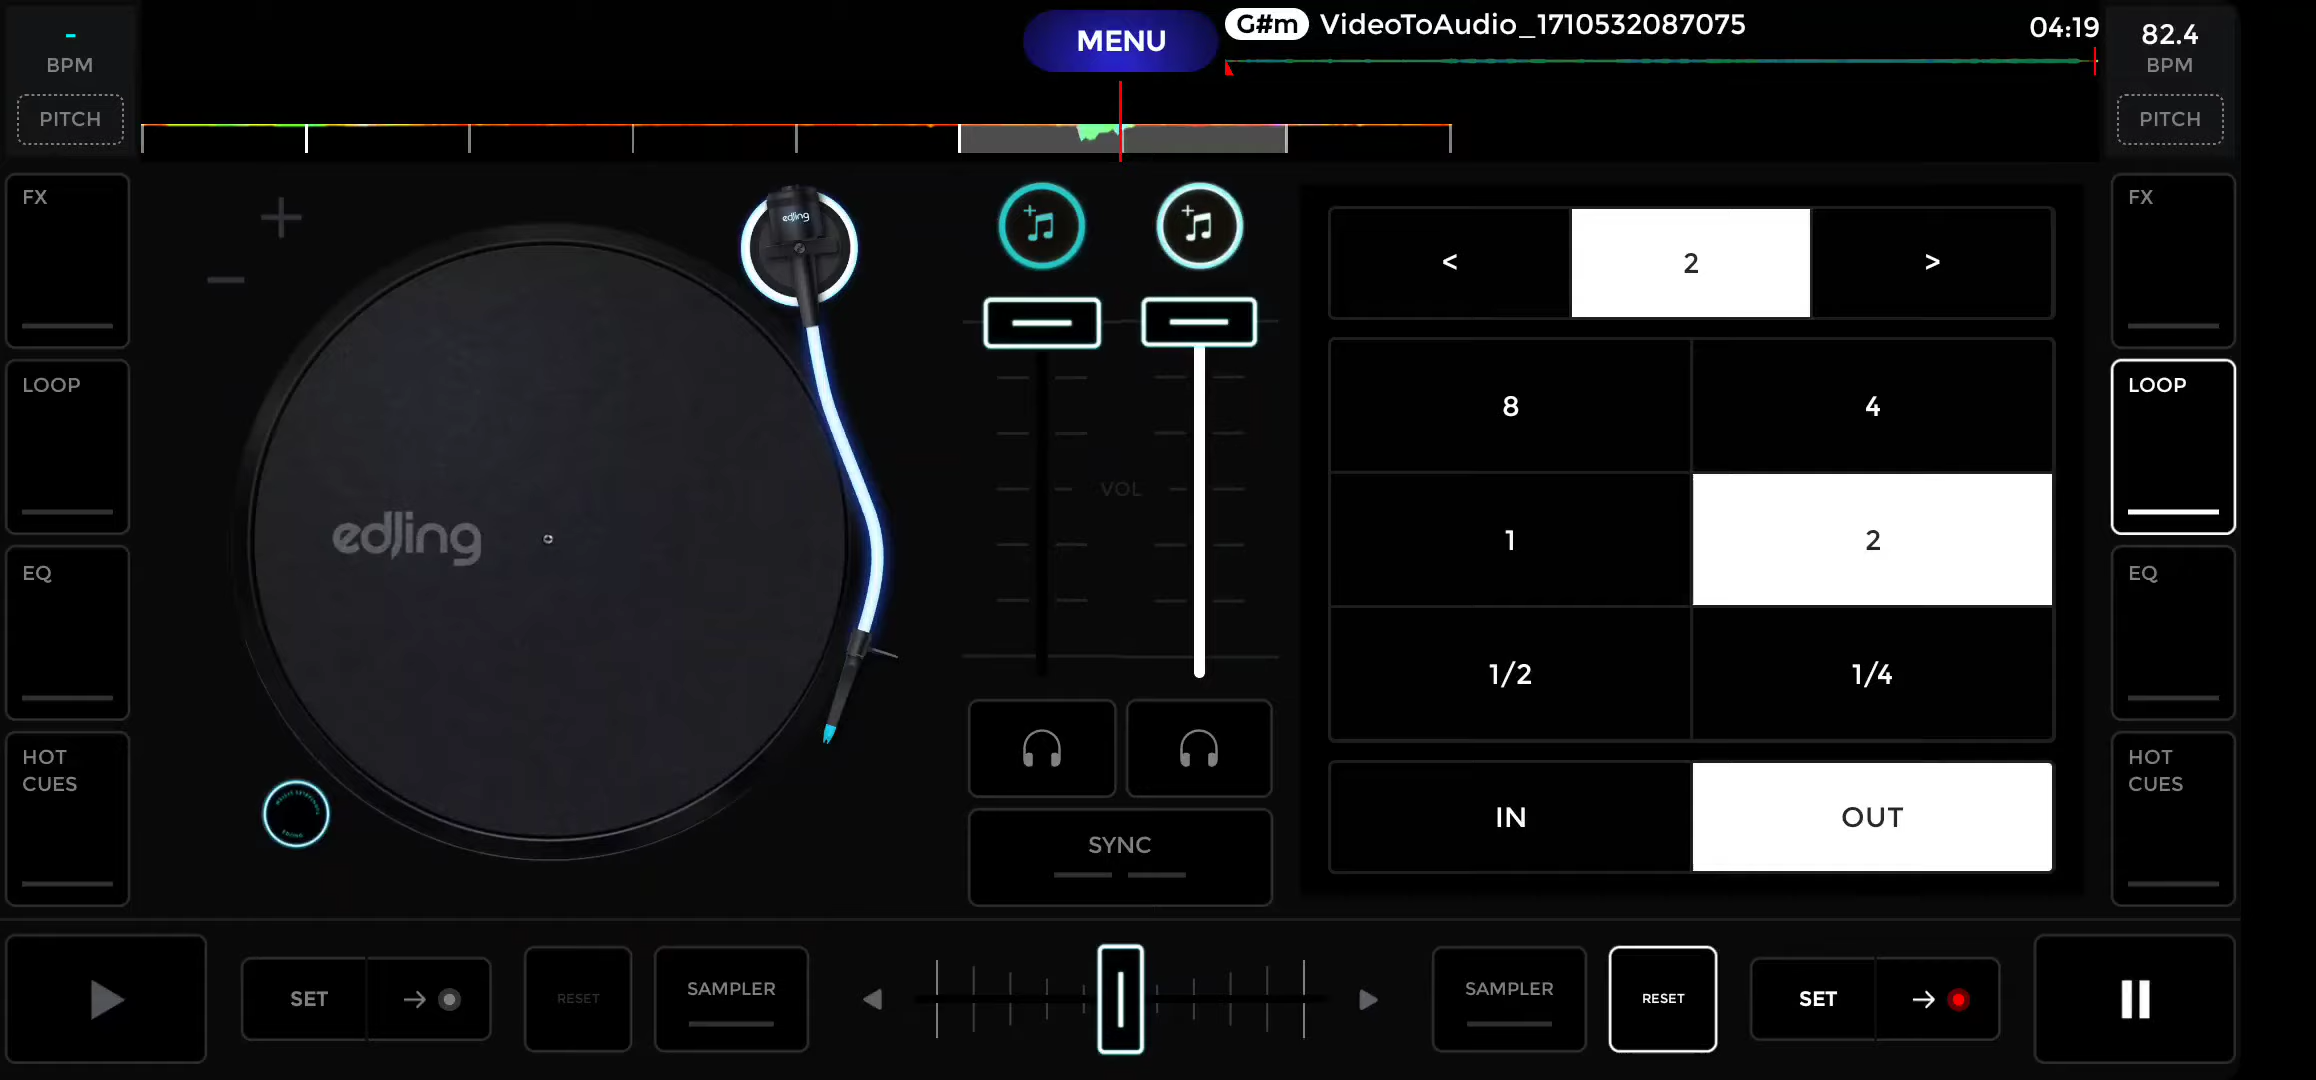 -
BPM
PITCH
MENU
G#m VideoToAudio_1710532087075
04:19
82.4
BPM
PITCH
FX
LOOP
EQ
HOT
CUES
edjing
edjing
VOL
SYNC
< 2 >
8 4
1 2
1/2 1/4
IN OUT
FX
LOOP
EQ
HOT
CUES
SET
RESET
SAMPLER
SAMPLER
RESET
SET